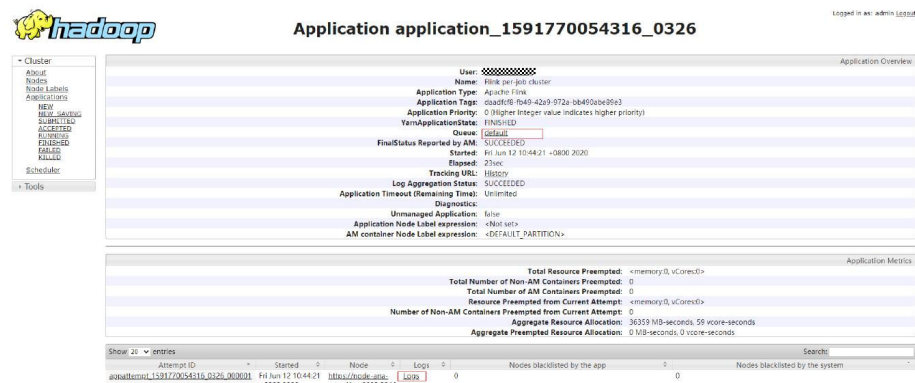 hadoop
Application application_1591770054316_0326
Logged in as: admin Logout
Cluster
About
Nodes
Node Labels
Applications
NEW
NEW_SAVING
SUBMITTED
ACCEPTED
RUNNING
FINISHED
FAILED
KILLED
Scheduler
Tools
Application Overview
User:
Name: Flink per-job cluster
Application Type: Apache Flink
Application Tags: daadfcf8-fb49-42a9-972a-bb490abe89e3
Application Priority: 0 (Higher Integer value indicates higher priority)
YarnApplicationState: FINISHED
Queue: default
FinalStatus Reported by AM: SUCCEEDED
Started: Fri Jun 12 10:44:21 +0800 2020
Elapsed: 23sec
Tracking URL: History
Log Aggregation Status: SUCCEEDED
Application Timeout (Remaining Time): Unlimited
Diagnostics:
Unmanaged Application: false
Application Node Label expression: <Not set>
AM container Node Label expression: <DEFAULT_PARTITION>
Application Metrics
Total Resource Preempted: <memory:0, vCores:0>
Total Number of Non-AM Containers Preempted: 0
Total Number of AM Containers Preempted: 0
Resource Preempted from Current Attempt: <memory:0, vCores:0>
Number of Non-AM Containers Preempted from Current Attempt: 0
Aggregate Resource Allocation: 36359 MB-seconds, 59 vcore-seconds
Aggregate Preempted Resource Allocation: 0 MB-seconds, 0 vcore-seconds
Show 20 entries Search:
Attempt ID Started Node Logs Nodes blacklisted by the app Nodes blacklisted by the system
appattempt_1591770054316_0326_000001 Fri Jun 12 10:44:21 https://node-ana- Logs 0 0